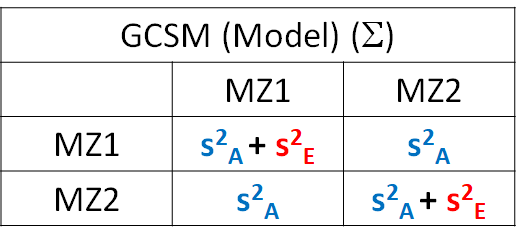 GCSM (Model) (Σ)
MZ1 MZ2
MZ1 s²A + s²E s²A
MZ2 s²A s²A + s²E